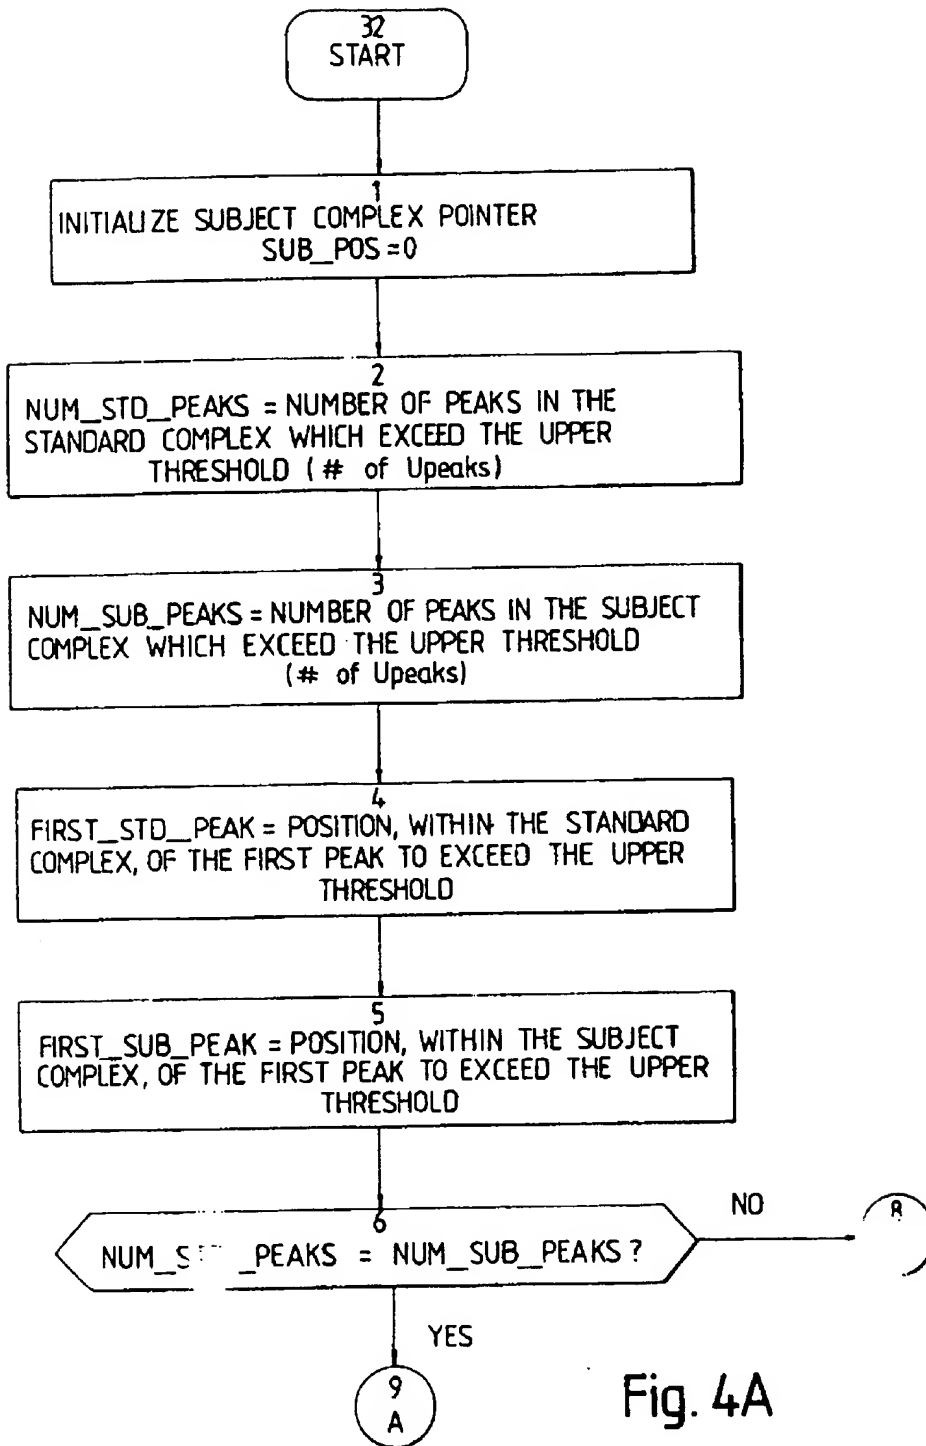 32
START
1
INITIALIZE SUBJECT COMPLEX POINTER
SUB_POS=0
2
NUM_STD_PEAKS = NUMBER OF PEAKS IN THE
STANDARD COMPLEX WHICH EXCEED THE UPPER
THRESHOLD (# of Upeaks)
3
NUM_SUB_PEAKS = NUMBER OF PEAKS IN THE SUBJECT
COMPLEX WHICH EXCEED THE UPPER THRESHOLD
(# of Upeaks)
4
FIRST_STD_PEAK = POSITION, WITHIN THE STANDARD
COMPLEX, OF THE FIRST PEAK TO EXCEED THE UPPER
THRESHOLD
5
FIRST_SUB_PEAK = POSITION, WITHIN THE SUBJECT
COMPLEX, OF THE FIRST PEAK TO EXCEED THE UPPER
THRESHOLD
6
= NUM_SUB_PEAKS?
NO
YES
9
A
Fig. 4A